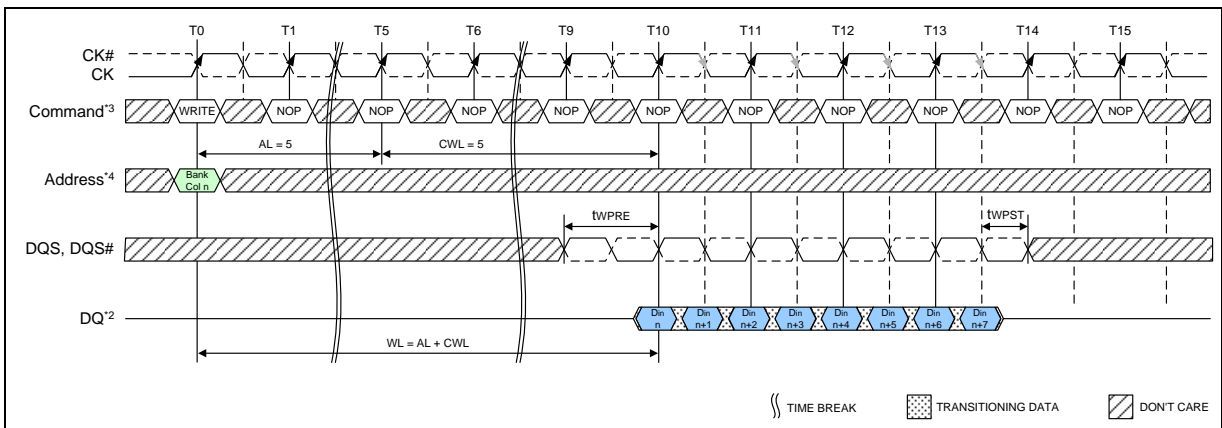 T0 T1 T5 T6 T9 T10 T11 T12 T13 T14 T15
CK#
CK
Command*3 WRITE NOP NOP NOP NOP NOP NOP NOP NOP NOP NOP
AL = 5 CWL = 5
Address*4 Bank
Col n
tWPRE tWPST
DQS, DQS#
DQ*2 Din n Din n+1 Din n+2 Din n+3 Din n+4 Din n+5 Din n+6 Din n+7
WL = AL + CWL
TIME BREAK TRANSITIONING DATA DON'T CARE